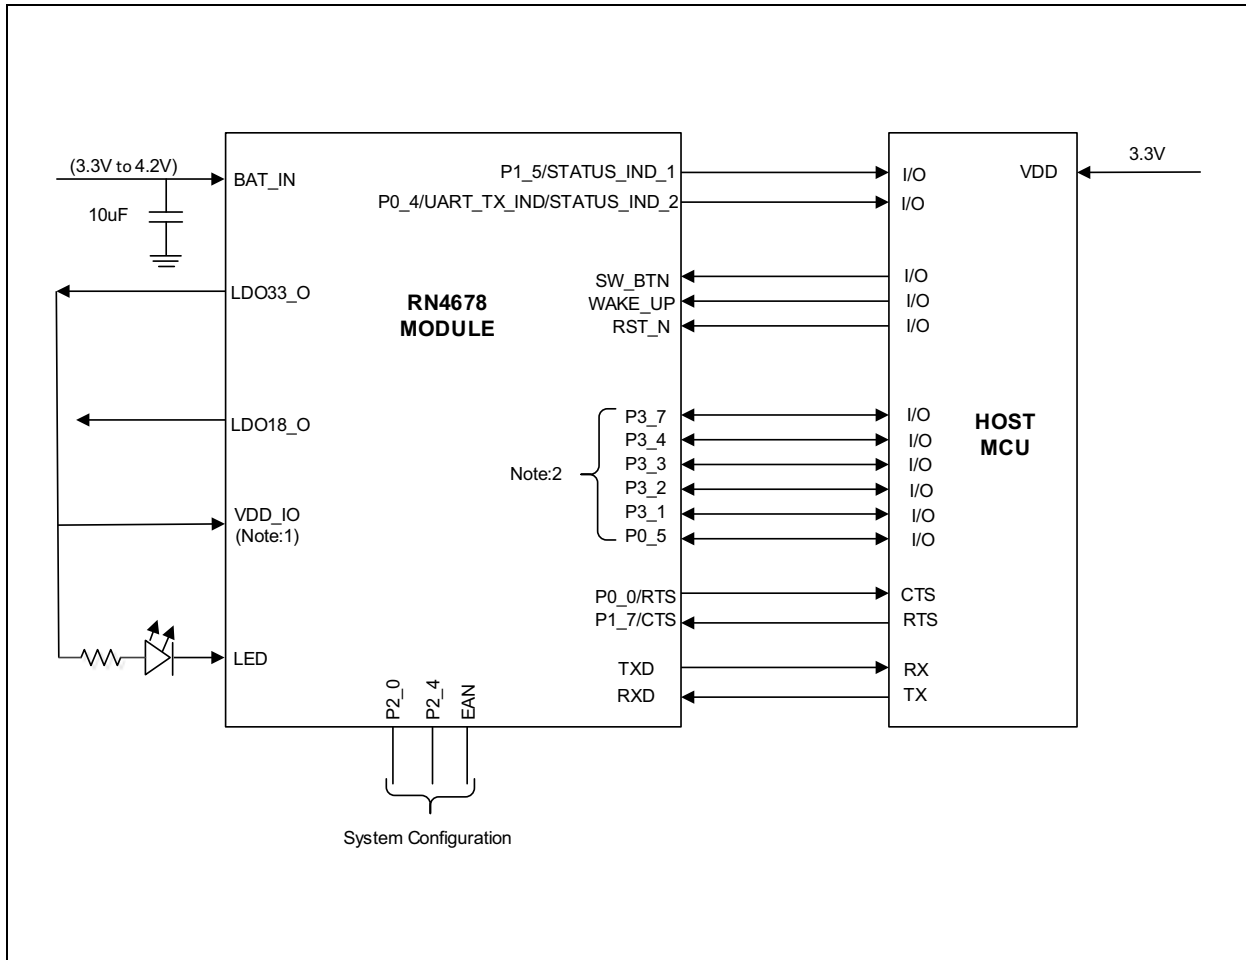 (3.3V to 4.2V)
BAT_IN
10uF
LDO33_O
LDO18_O
VDD_IO
(Note:1)
LED
RN4678
MODULE
P1_5/STATUS_IND_1
P0_4/UART_TX_IND/STATUS_IND_2
SW_BTN
WAKE_UP
RST_N
Note:2
P3_7
P3_4
P3_3
P3_2
P3_1
P0_5
P0_0/RTS
P1_7/CTS
TXD
RXD
P2_0
P2_4
EAN
System Configuration
I/O
I/O
I/O
I/O
I/O
I/O
I/O
I/O
I/O
I/O
I/O
CTS
RTS
RX
TX
VDD
3.3V
HOST
MCU